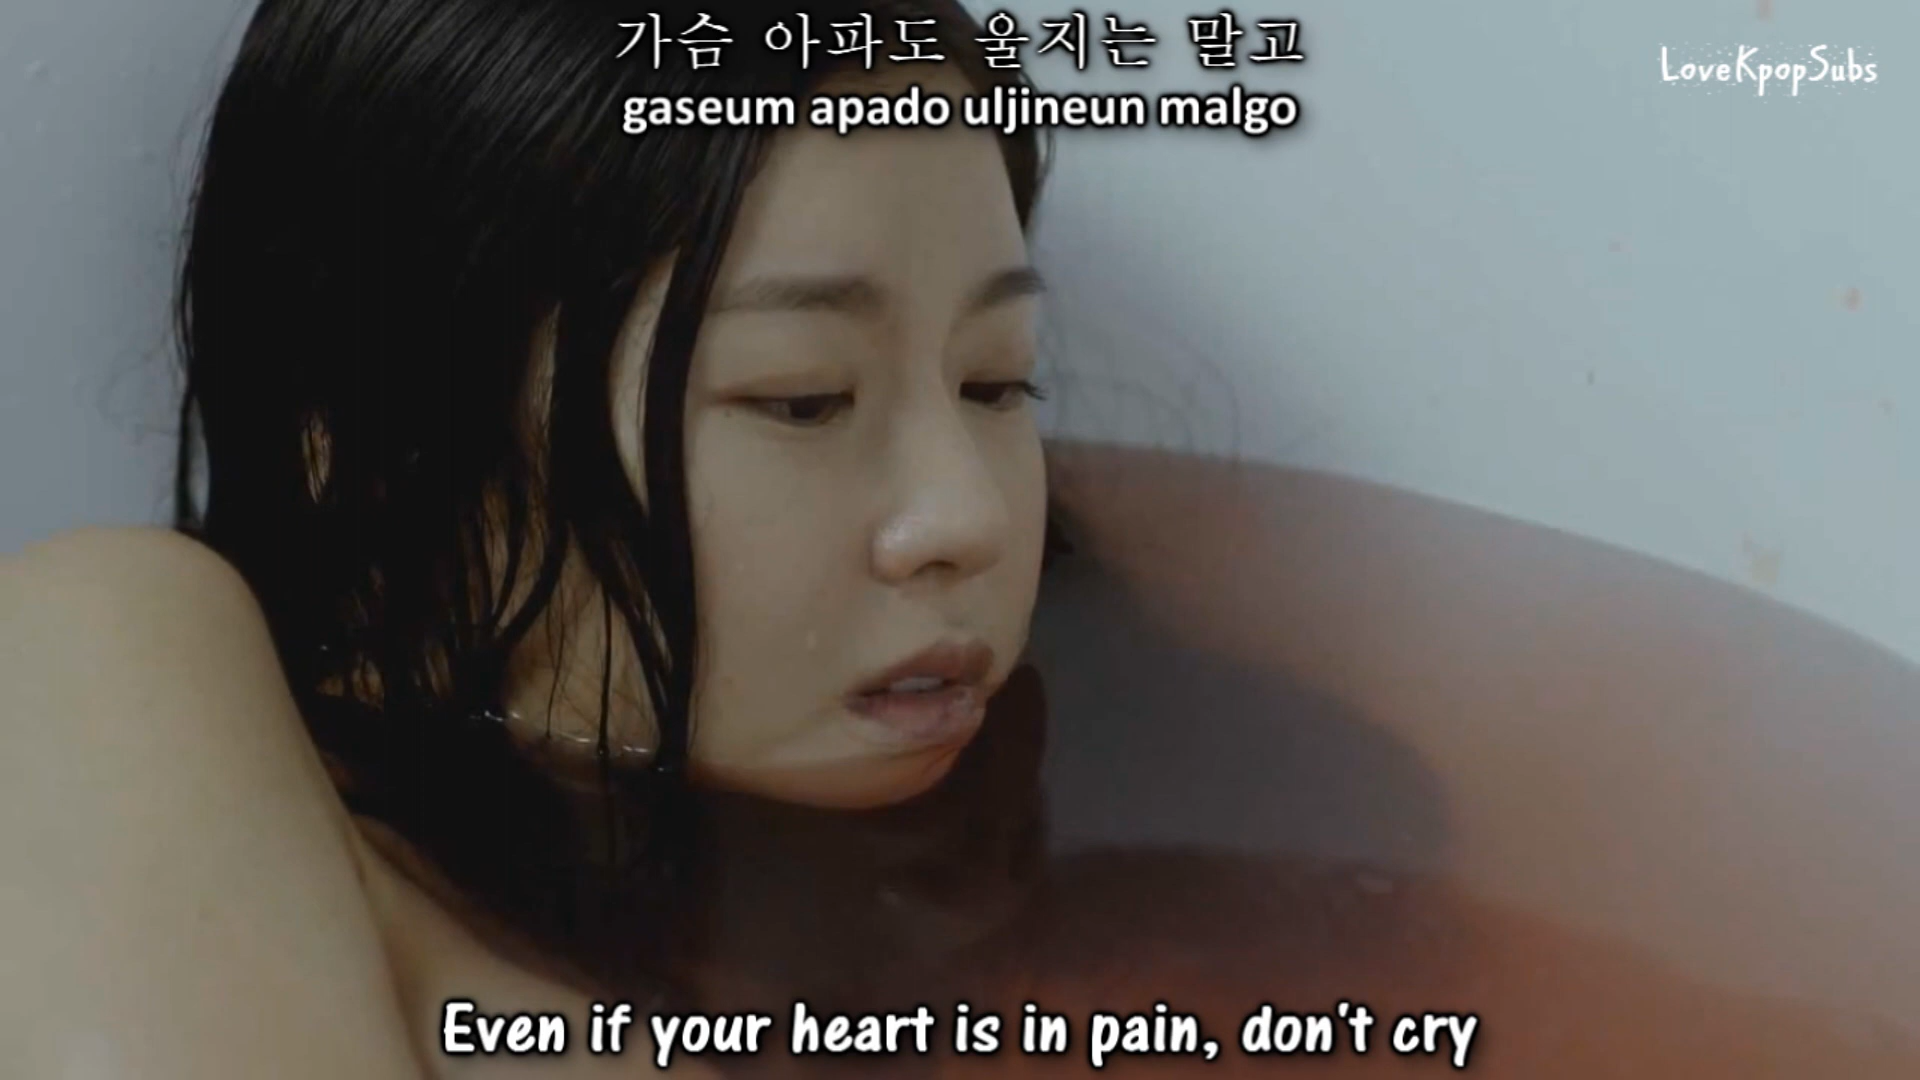 가슴 아파도 울지는 말고
LoveKpopSubs
gaseum apado uljineun malgo
Even if your heart is in pain, don't cry